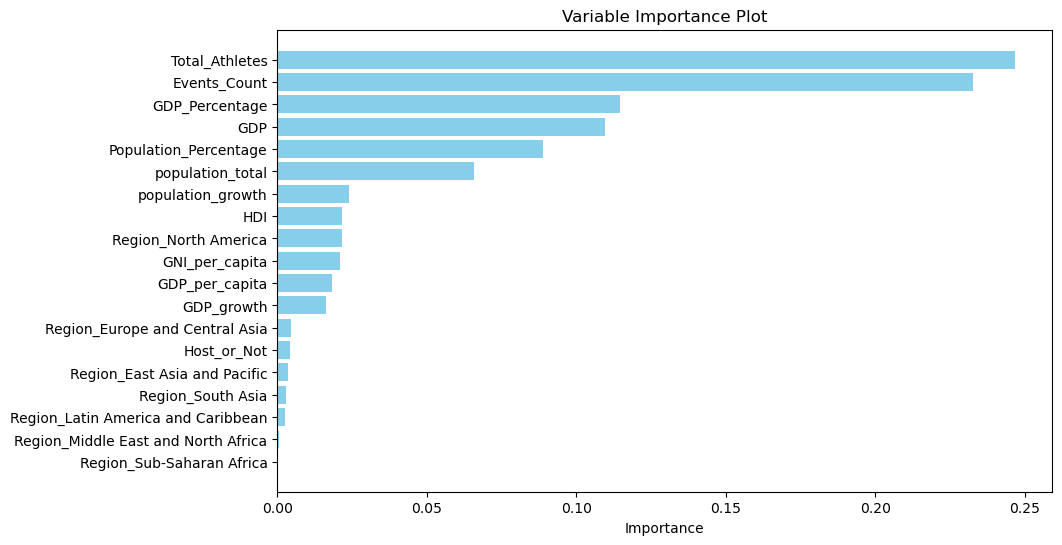 Variable Importance Plot
Total_Athletes
Events_Count
GDP_Percentage
GDP
Population_Percentage
population_total
population_growth
HDI
Region_North America
GNI_per_capita
GDP_per_capita
GDP_growth
Region_Europe and Central Asia
Host_or_Not
Region_East Asia and Pacific
Region_South Asia
Region_Latin America and Caribbean
Region_Middle East and North Africa
Region_Sub-Saharan Africa
0.00 0.05 0.10 0.15 0.20 0.25
Importance